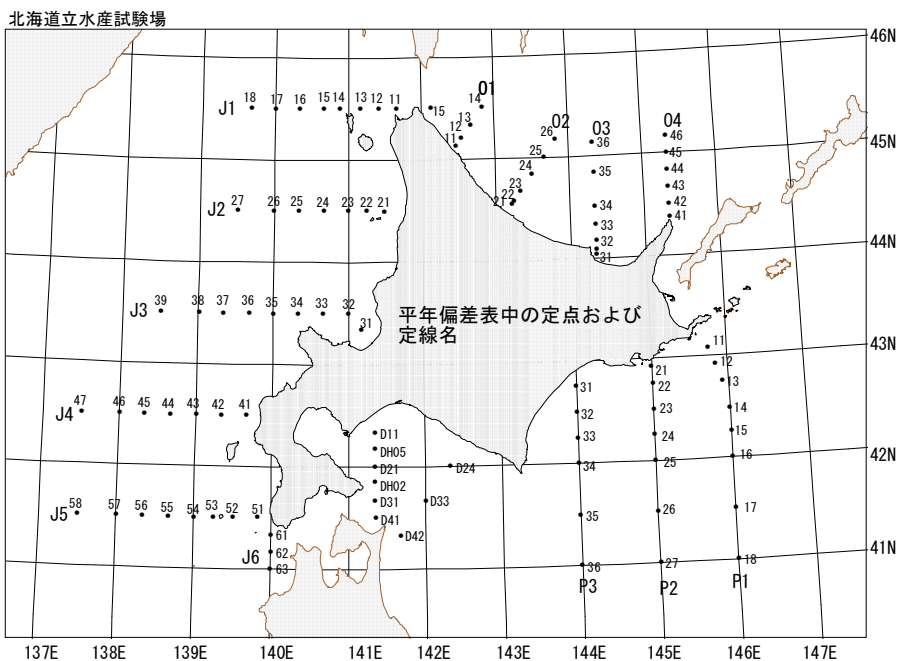 北海道立水産試験場
46N
O1
J1 18 17 16 15 14 13 12 11 15 14
13
12
11
O2
26
25
24
23
22
21
O3
36
35
34
33
32
31
O4
46
45
44
43
42
41
45N
J2 27 26 25 24 23 22 21
44N
J3 39 38 37 36 35 34 33 32 31
平年偏差表中の定点および
定線名
43N
J4 47 46 45 44 43 42 41
D11
DH05
D21 D24
DH02
D31 D33
D41
D42
42N
J5 58 57 56 55 54 53 52 51
J6 61
62
63
31
32
33
34
35
36
P3
21
22
23
24
25
26
27
P2
11
12
13
14
15
16
17
18
P1
41N
137E 138E 139E 140E 141E 142E 143E 144E 145E 146E 147E